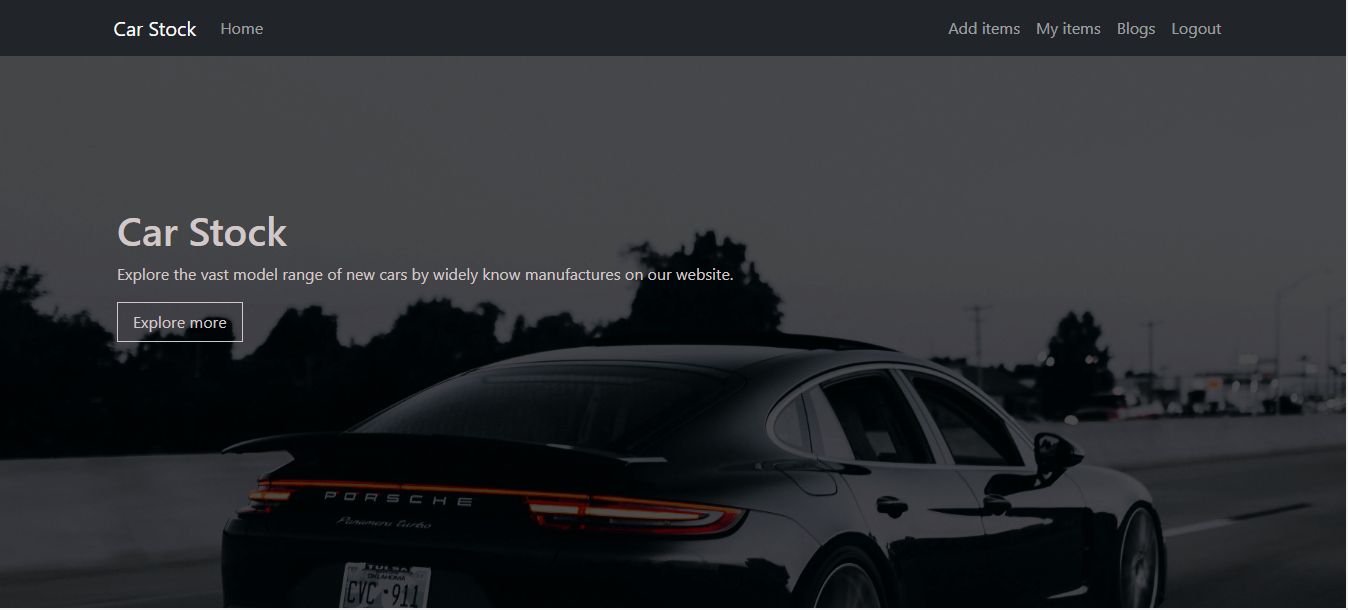 Car Stock Home Add items My items Blogs Logout
Car Stock
Explore the vast model range of new cars by widely know manufactures on our website.
Explore more
PORSCHE
Panamera turbo
OKLAHOMA
CVC-911